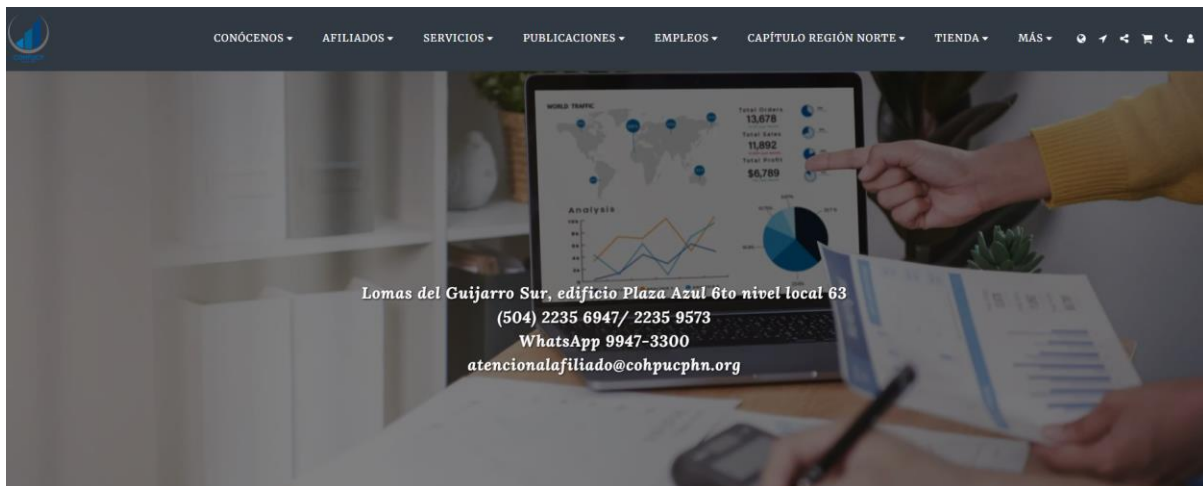 CONÓCENOS
AFILIADOS
SERVICIOS
PUBLICACIONES
EMPLEOS
CAPÍTULO REGIÓN NORTE
TIENDA
MÁS
WORLD TRAFFIC
Total Orders
13,678
Total Sales
11,892
Total Profit
$6,789
Analysis
Lomas del Guijarro Sur, edificio Plaza Azul 6to nivel local 63
(504) 2235 6947/ 2235 9573
WhatsApp 9947-3300
atencionalafiliado@cohpucphn.org